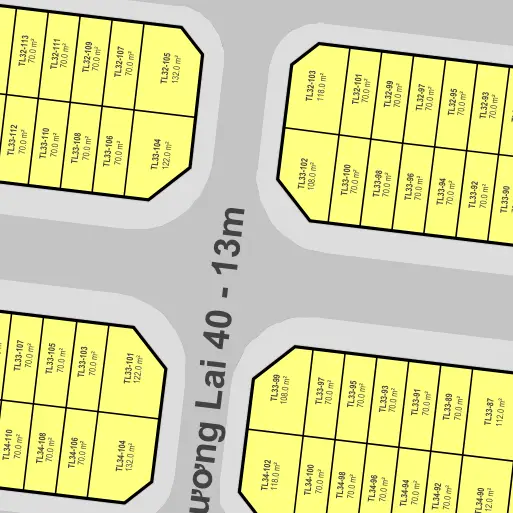 TL32-113
70.0 m²
TL32-111
70.0 m²
TL32-109
70.0 m²
TL32-107
70.0 m²
TL32-105
132.0 m²
TL33-112
70.0 m²
TL33-110
70.0 m²
TL33-108
70.0 m²
TL33-106
70.0 m²
TL33-104
122.0 m²
TL32-103
118.0 m²
TL32-101
70.0 m²
TL32-99
70.0 m²
TL32-97
70.0 m²
TL32-95
70.0 m²
TL32-93
70.0 m²
TL33-102
108.0 m²
TL33-100
70.0 m²
TL33-98
70.0 m²
TL33-96
70.0 m²
TL33-94
70.0 m²
TL33-92
70.0 m²
TL33-90
ương Lai 40 - 13m
TL33-107
70.0 m²
TL33-105
70.0 m²
TL33-103
70.0 m²
TL33-101
122.0 m²
TL34-110
70.0 m²
TL34-108
70.0 m²
TL34-106
70.0 m²
TL34-104
132.0 m²
TL33-99
108.0 m²
TL33-97
70.0 m²
TL33-95
70.0 m²
TL33-93
70.0 m²
TL33-91
70.0 m²
TL33-89
70.0 m²
TL33-87
112.0 m²
TL34-102
118.0 m²
TL34-100
70.0 m²
TL34-98
70.0 m²
TL34-96
70.0 m²
TL34-94
70.0 m²
TL34-92
70.0 m²
TL34-90